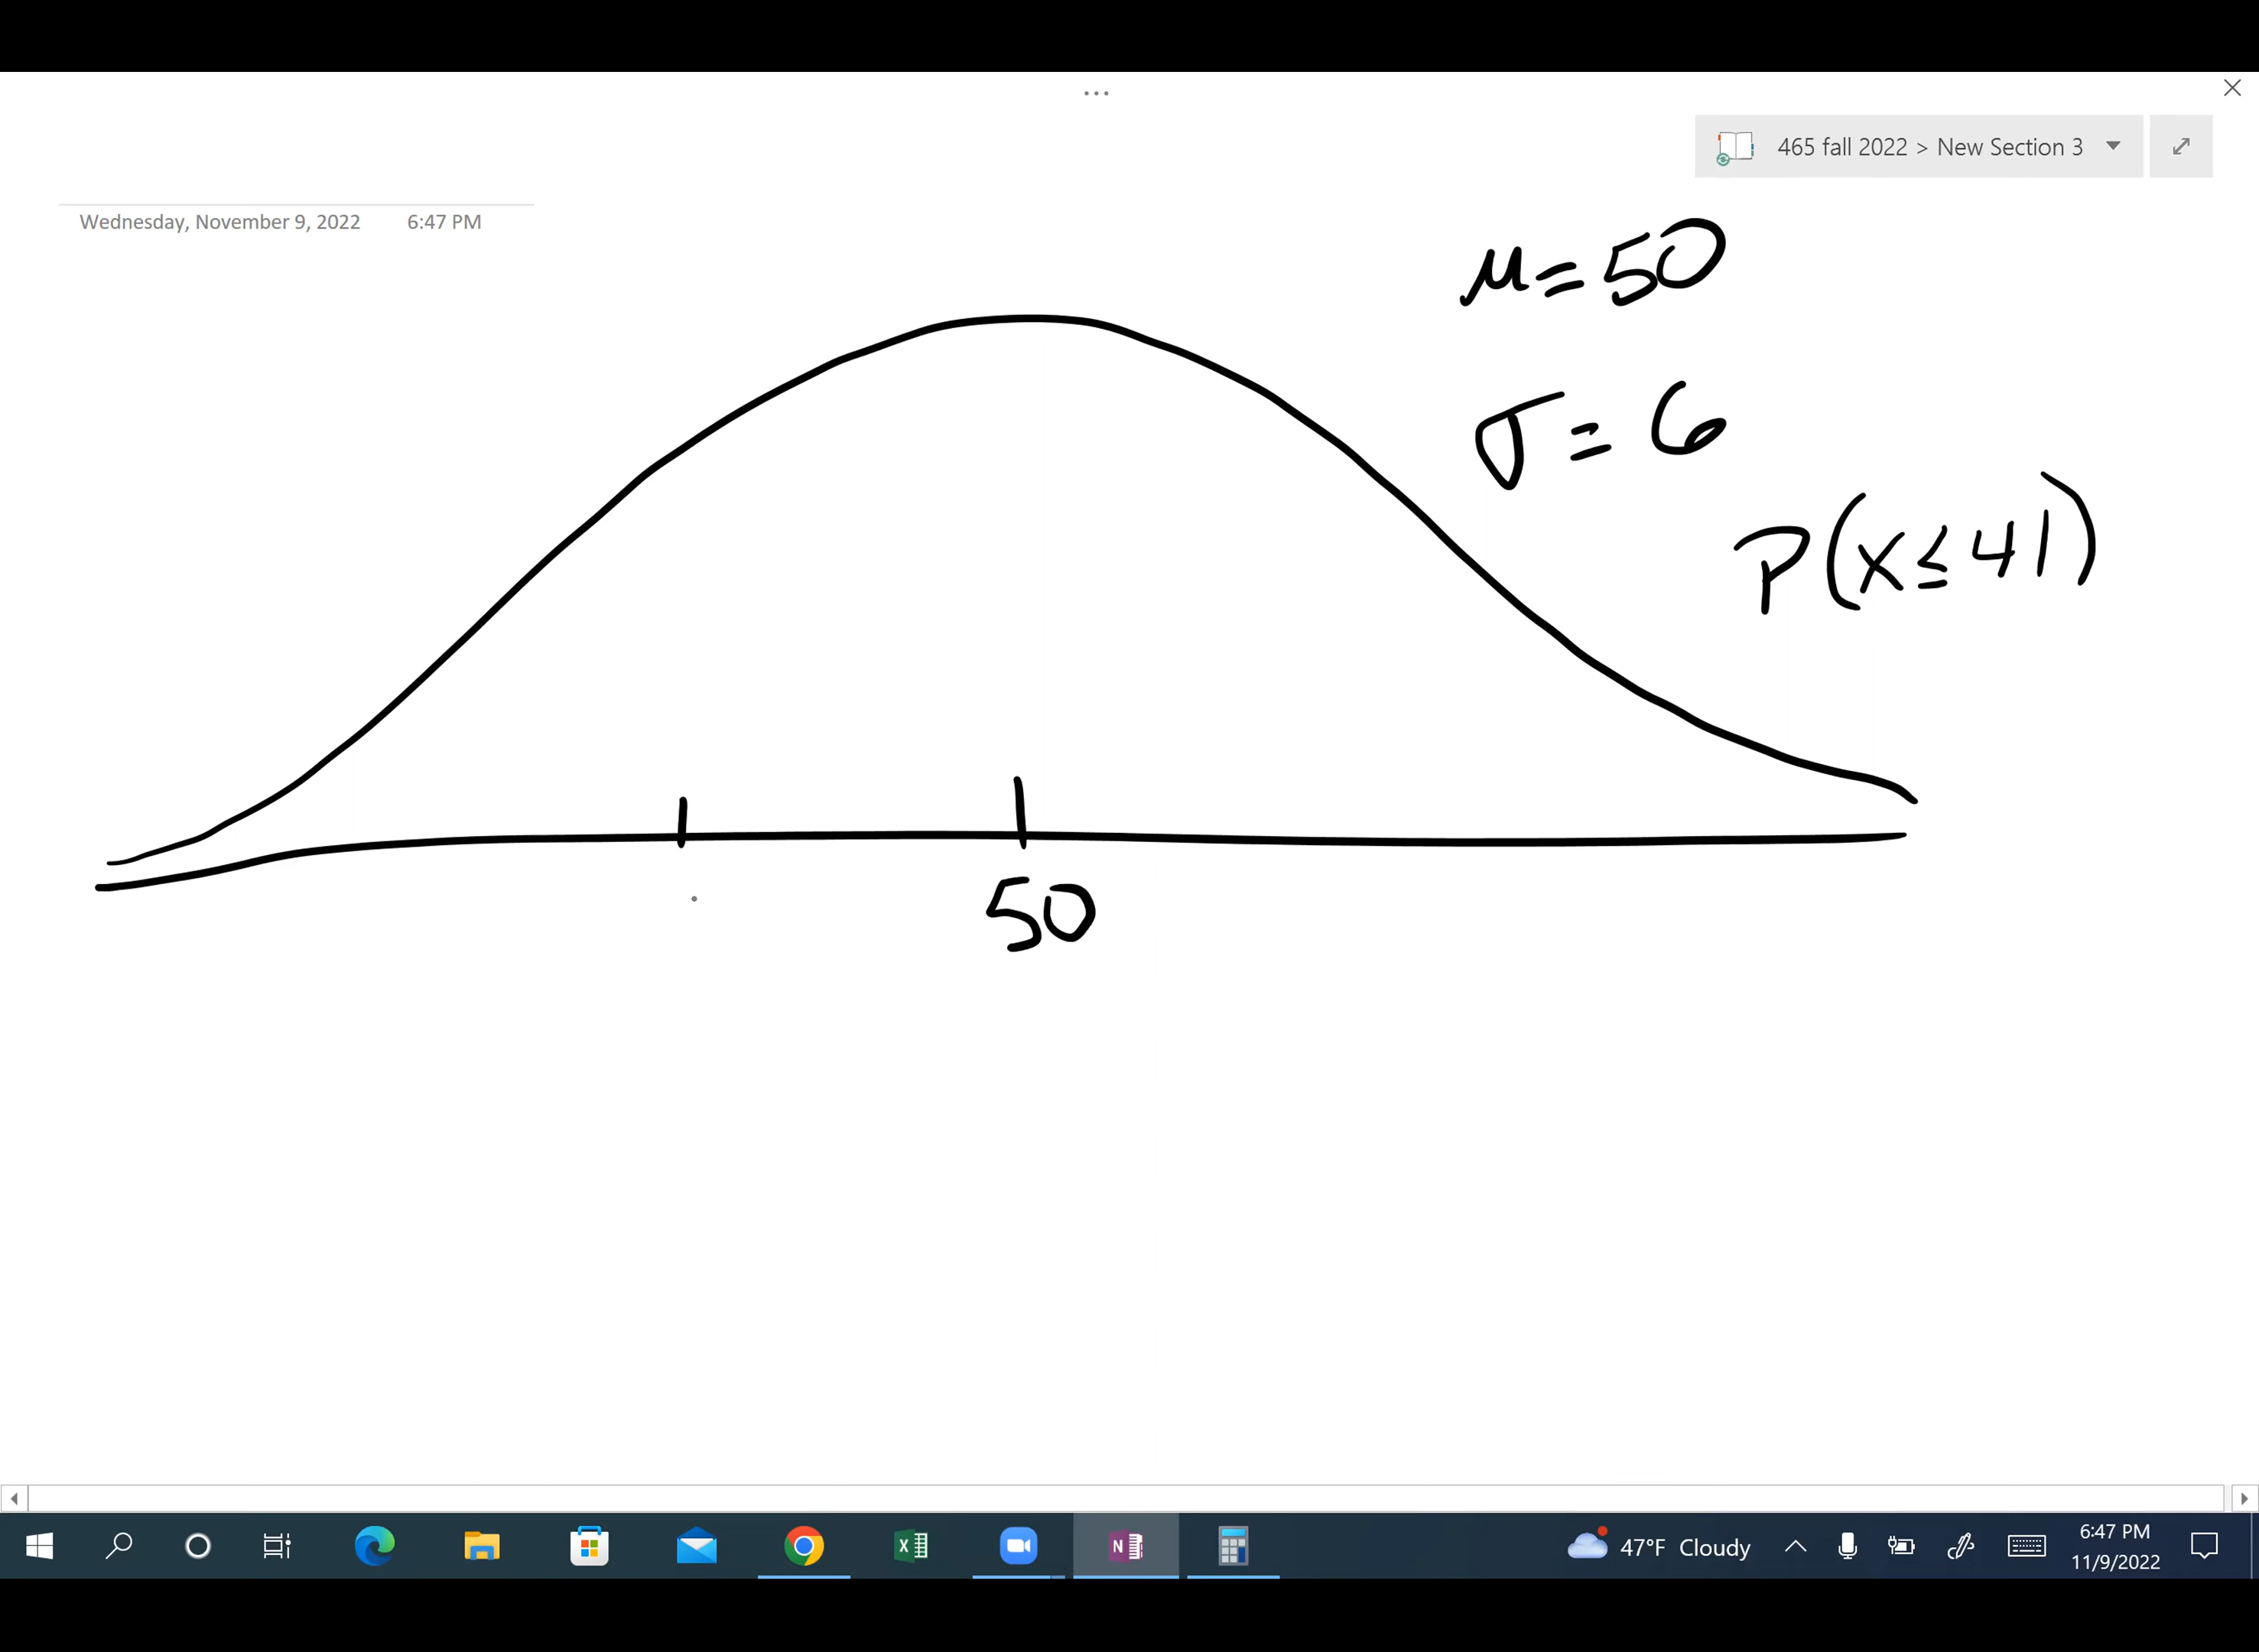 465 fall 2022 > New Section 3
Wednesday, November 9, 2022 6:47 PM
μ=50
σ=6
P(x≤41)
50
47°F Cloudy
6:47 PM
11/9/2022